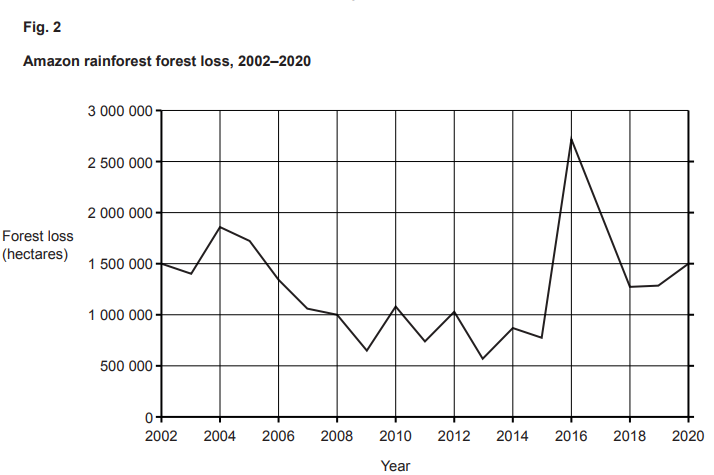 Fig. 2
Amazon rainforest forest loss, 2002–2020
3 000 000
2 500 000
2 000 000
Forest loss
(hectares)
1 500 000
1 000 000
500 000
0
2002 2004 2006 2008 2010 2012 2014 2016 2018 2020
Year